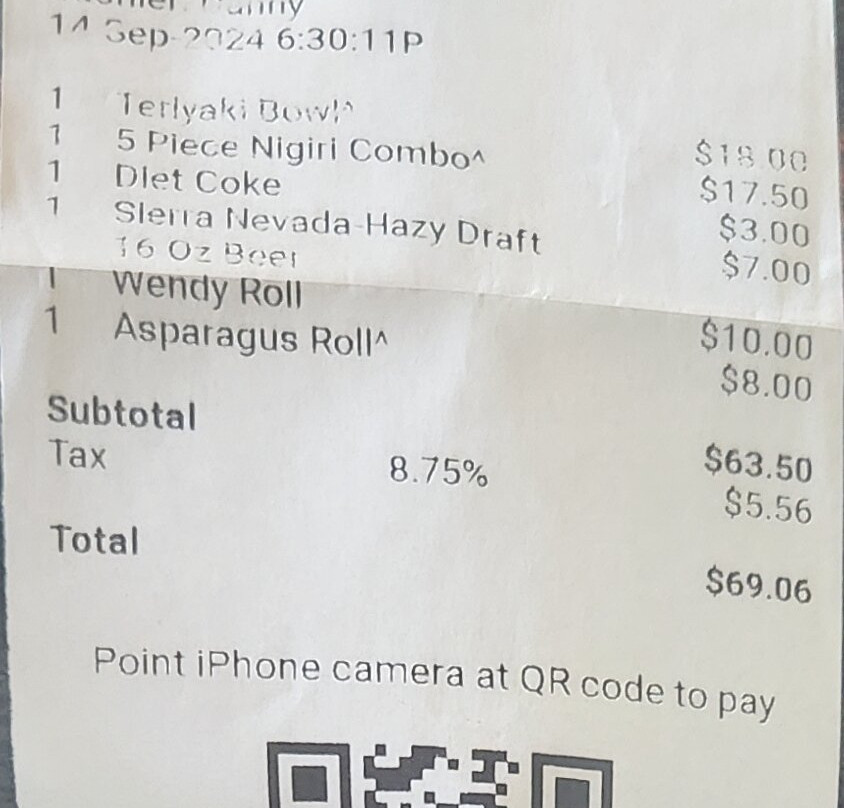 14 Sep 2024 6:30:11P
1 Teriyaki Bowl^ $18.00
1 5 Piece Nigiri Combo^ $17.50
1 Diet Coke $3.00
1 Sierra Nevada-Hazy Draft $7.00
16 Oz Beer
1 Wendy Roll $10.00
1 Asparagus Roll^ $8.00
Subtotal $63.50
Tax 8.75% $5.56
Total $69.06
Point iPhone camera at QR code to pay